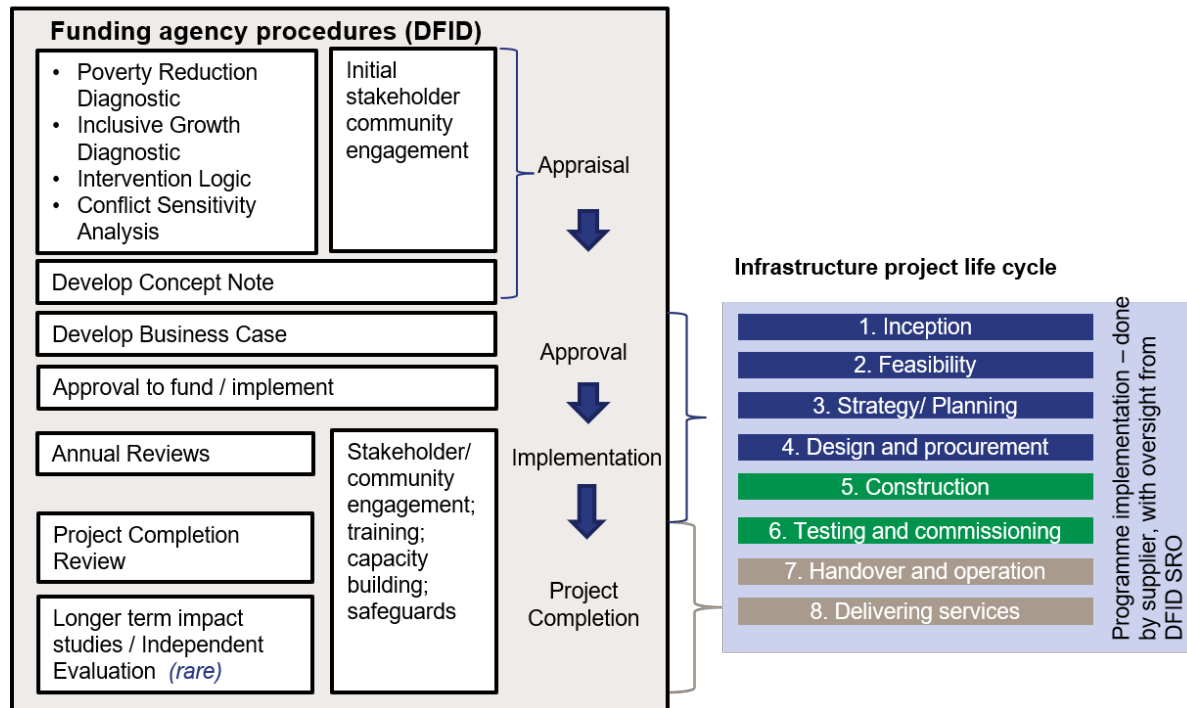 Funding agency procedures (DFID)
• Poverty Reduction
Diagnostic
• Inclusive Growth
Diagnostic
• Intervention Logic
• Conflict Sensitivity
Analysis
Initial
stakeholder
community
engagement
Develop Concept Note
Develop Business Case
Approval to fund / implement
Annual Reviews
Project Completion
Review
Longer term impact
studies / Independent
Evaluation (rare)
Stakeholder/
community
engagement;
training;
capacity
building;
safeguards
Appraisal
Approval
Implementation
Project
Completion
Infrastructure project life cycle
1. Inception
2. Feasibility
3. Strategy/ Planning
4. Design and procurement
5. Construction
6. Testing and commissioning
7. Handover and operation
8. Delivering services
Programme implementation – done
by supplier, with oversight from
DFID SRO